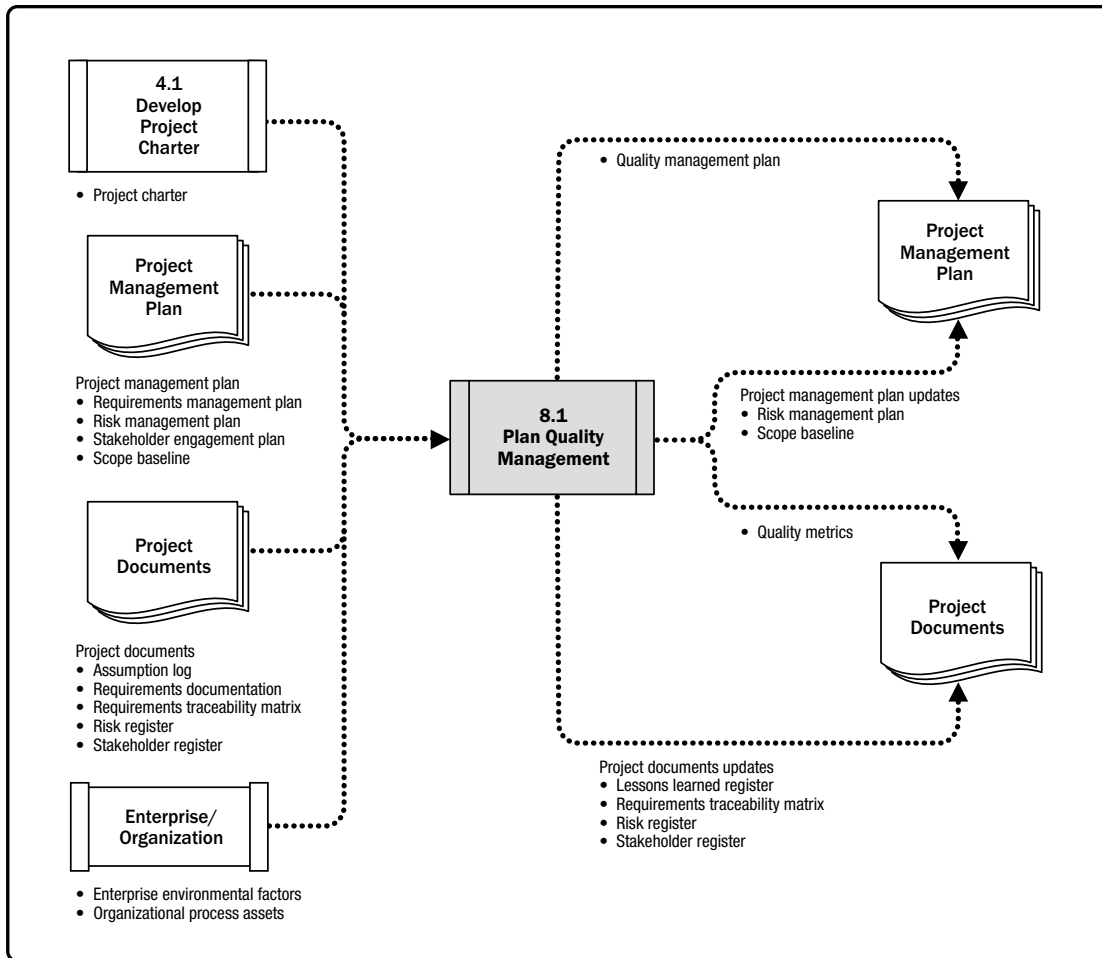 4.1
Develop
Project
Charter
• Project charter
Project
Management
Plan
Project management plan
• Requirements management plan
• Risk management plan
• Stakeholder engagement plan
• Scope baseline
Project
Documents
Project documents
• Assumption log
• Requirements documentation
• Requirements traceability matrix
• Risk register
• Stakeholder register
Enterprise/
Organization
• Enterprise environmental factors
• Organizational process assets
8.1
Plan Quality
Management
• Quality management plan
Project
Management
Plan
Project management plan updates
• Risk management plan
• Scope baseline
• Quality metrics
Project
Documents
Project documents updates
• Lessons learned register
• Requirements traceability matrix
• Risk register
• Stakeholder register